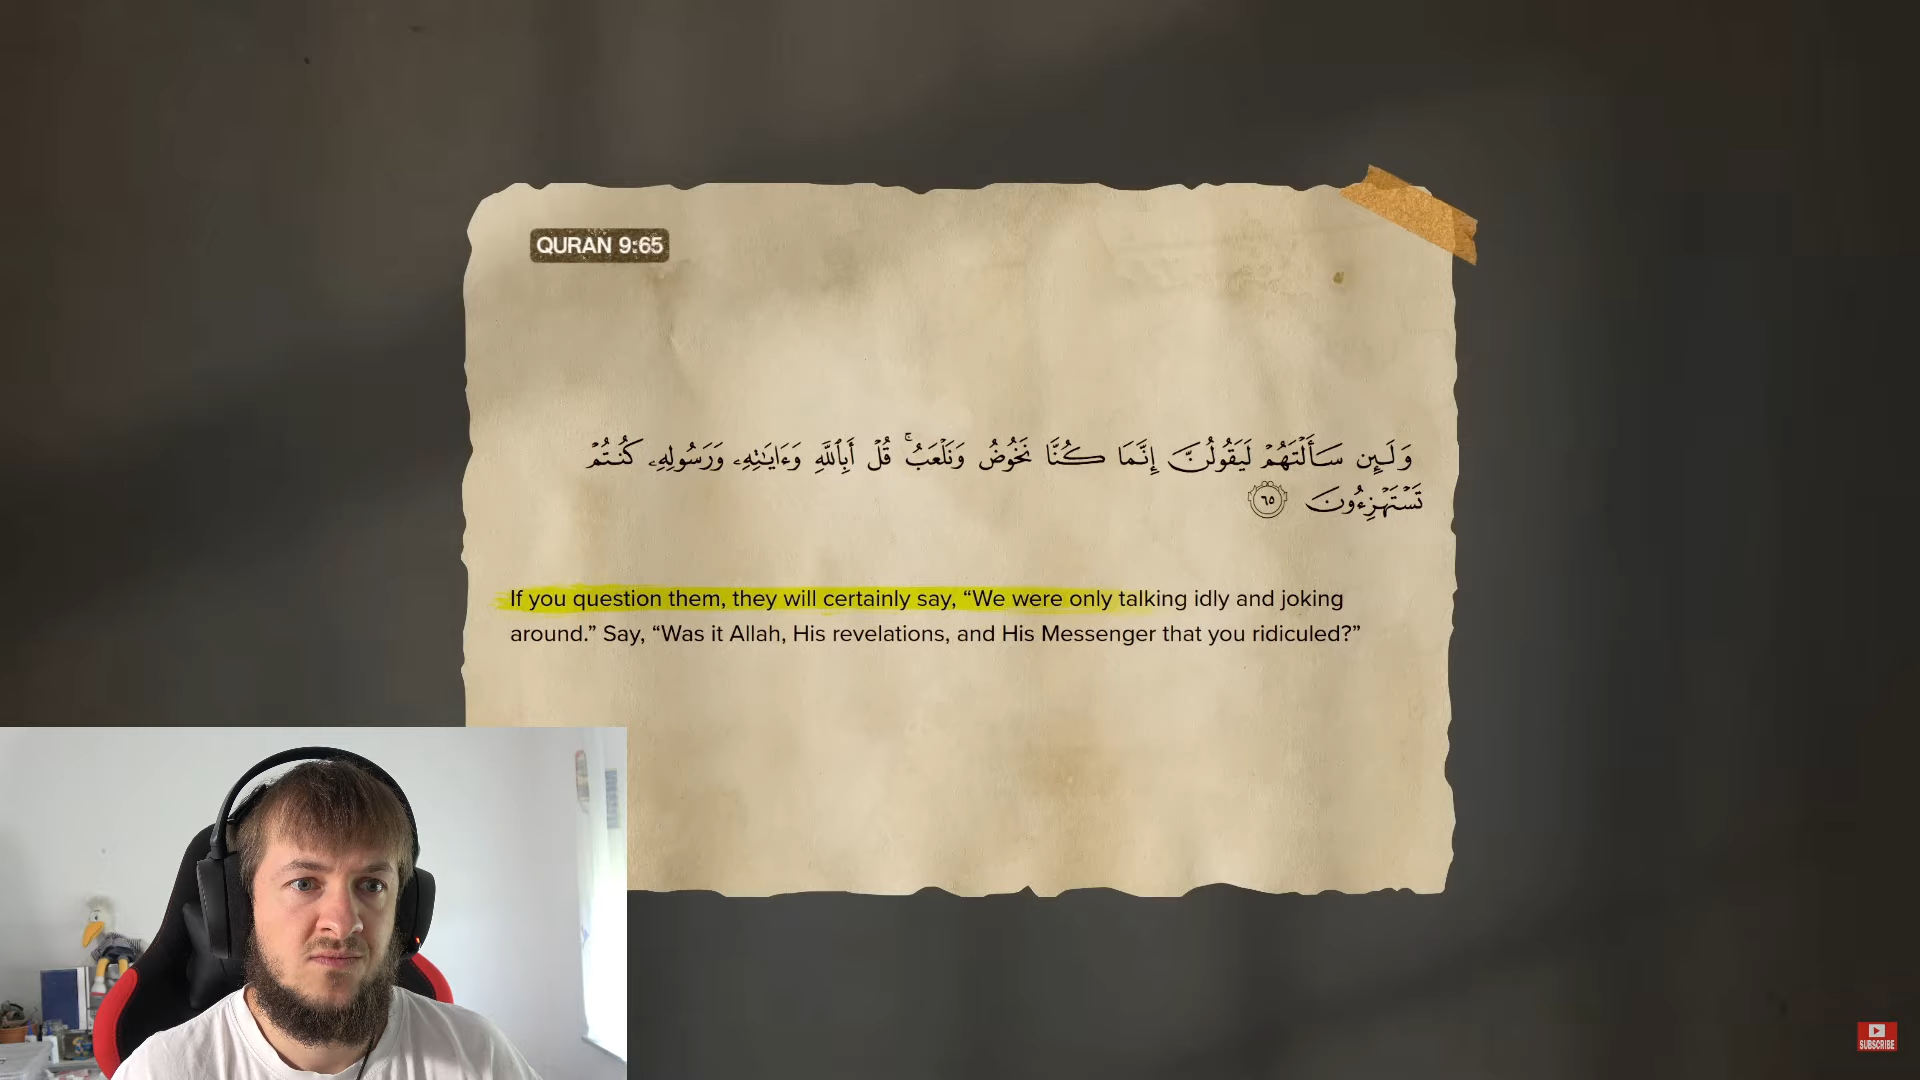 QURAN 9:65
وَلَئِن سَأَلْتَهُمْ لَيَقُولُنَّ إِنَّمَا كُنَّا نَخُوضُ وَنَلْعَبُ ۚ قُلْ أَبِٱللَّهِ وَءَايَـٰتِهِۦ وَرَسُولِهِۦ كُنتُمْ
تَسْتَهْزِءُونَ ٦٥
If you question them, they will certainly say, “We were only talking idly and joking
around.” Say, “Was it Allah, His revelations, and His Messenger that you ridiculed?”
SUBSCRIBE